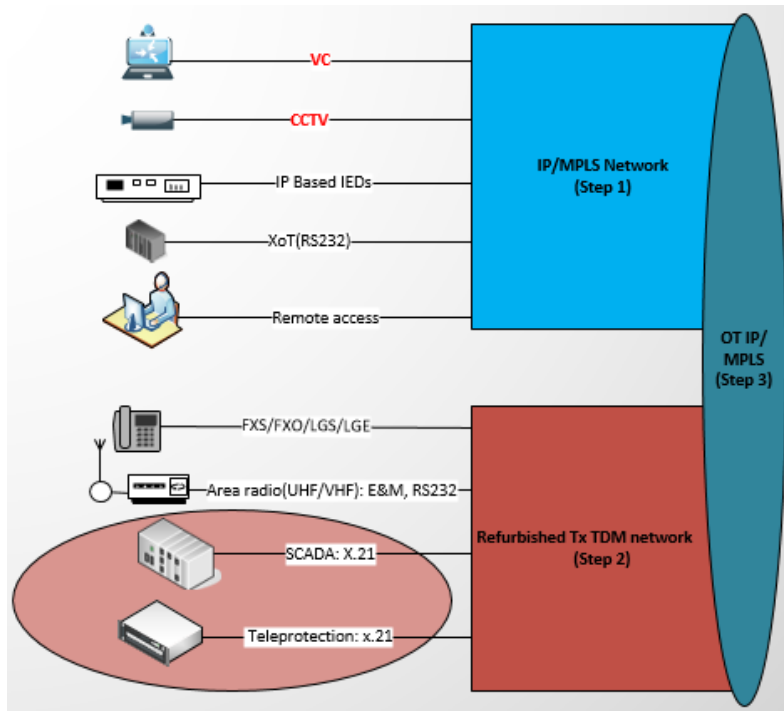 VC
CCTV
IP Based IEDs
XoT(RS232)
Remote access
IP/MPLS Network
(Step 1)
OT IP/
MPLS
(Step 3)
FXS/FXO/LGS/LGE
Area radio(UHF/VHF): E&M, RS232
SCADA: X.21
Teleprotection: x.21
Refurbished Tx TDM network
(Step 2)